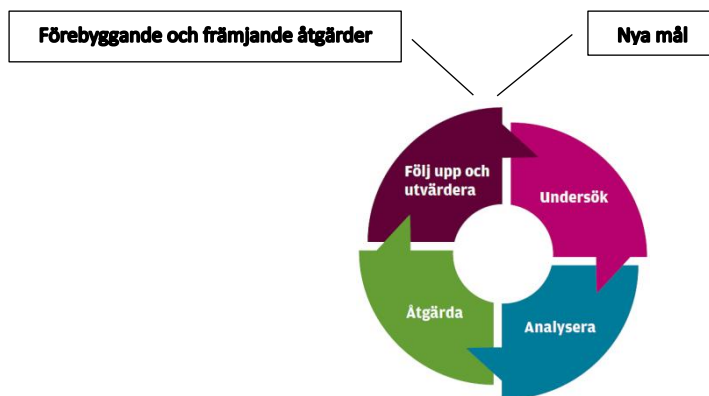 Förebyggande och främjande åtgärder
Nya mål
Följ upp och
utvärdera
Undersök
Åtgärda
Analysera